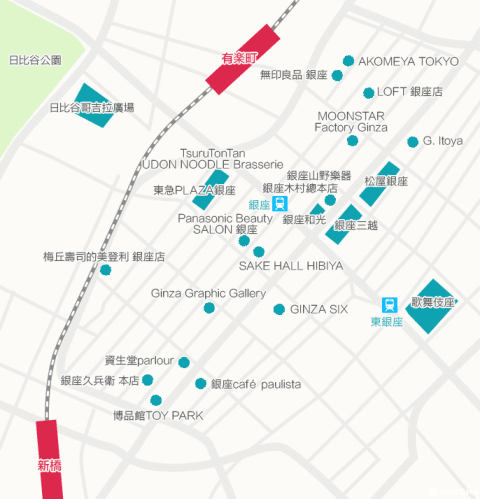 有楽町
日比谷公園
AKOMEYA TOKYO
無印良品 銀座
LOFT 銀座店
日比谷哥吉拉廣場
MOONSTAR
Factory Ginza
G. Itoya
TsuruTonTan
UDON NOODLE Brasserie
東急PLAZA銀座
銀座山野樂器
銀座木村總本店
松屋銀座
銀座
銀座和光
銀座三越
Panasonic Beauty
SALON 銀座
梅丘壽司的美登利 銀座店
SAKE HALL HIBIYA
Ginza Graphic Gallery
GINZA SIX
歌舞伎座
東銀座
資生堂parlour
銀座久兵衛 本店
銀座café paulista
博品館TOY PARK
新橋